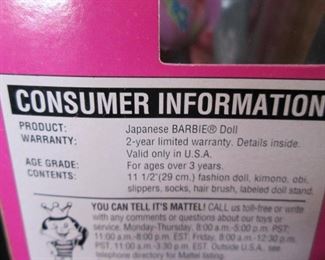 CONSUMER INFORMATION
PRODUCT: Japanese BARBIE® Doll
WARRANTY: 2-year limited warranty. Details inside.
Valid only in U.S.A.
AGE GRADE: For ages over 3 years.
CONTENTS: 11 1/2" (29 cm.) fashion doll, kimono, obi,
slippers, socks, hair brush, labeled doll stand.
YOU CAN TELL IT'S MATTEL! CALL us toll-free or write
with any comments or questions about our toys or
service. Monday-Thursday, 8:00 a.m.-5:00 p.m. PST:
11:00 a.m.-8:00 p.m. EST. Friday, 8:00 a.m.-12:30 p.m.
PST, 11:00 a.m.-3:30 p.m. EST. Outside U.S.A., see
telephone directory for Mattel listing.